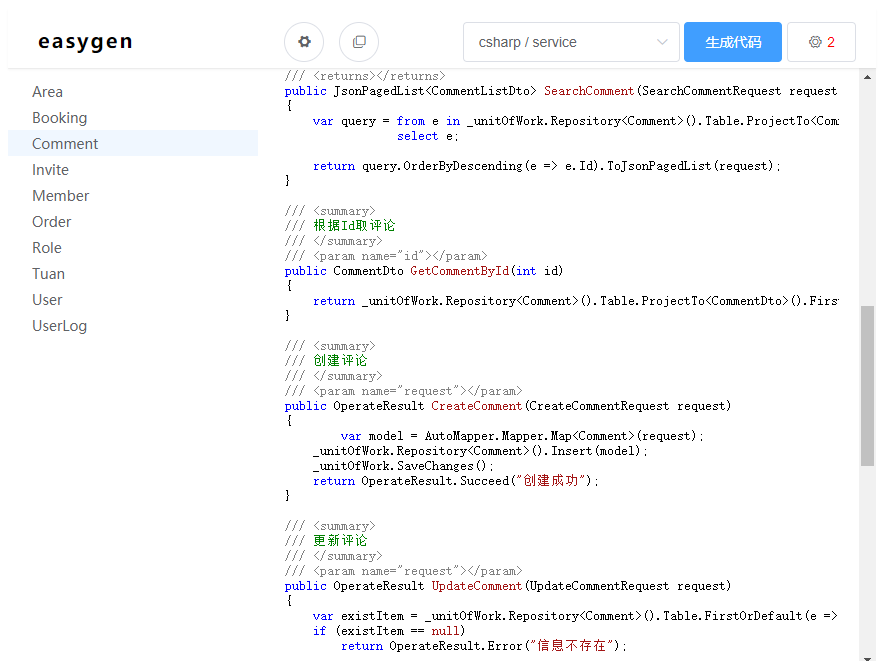 easygen
csharp / service
生成代码
2
Area
Booking
Comment
Invite
Member
Order
Role
Tuan
User
UserLog
/// <returns></returns>
public JsonPagedList<CommentListDto> SearchComment(SearchCommentRequest request
{
var query = from e in _unitOfWork.Repository<Comment>().Table.ProjectTo<Com
select e;
return query.OrderByDescending(e => e.Id).ToJsonPagedList(request);
}
/// <summary>
/// 根据Id取评论
/// </summary>
/// <param name="id"></param>
public CommentDto GetCommentById(int id)
{
return _unitOfWork.Repository<Comment>().Table.ProjectTo<CommentDto>().Firs
}
/// <summary>
/// 创建评论
/// </summary>
/// <param name="request"></param>
public OperateResult CreateComment(CreateCommentRequest request)
{
var model = AutoMapper.Mapper.Map<Comment>(request);
_unitOfWork.Repository<Comment>().Insert(model);
_unitOfWork.SaveChanges();
return OperateResult.Succeed("创建成功");
}
/// <summary>
/// 更新评论
/// </summary>
/// <param name="request"></param>
public OperateResult UpdateComment(UpdateCommentRequest request)
{
var existItem = _unitOfWork.Repository<Comment>().Table.FirstOrDefault(e =>
if (existItem == null)
return OperateResult.Error("信息不存在");